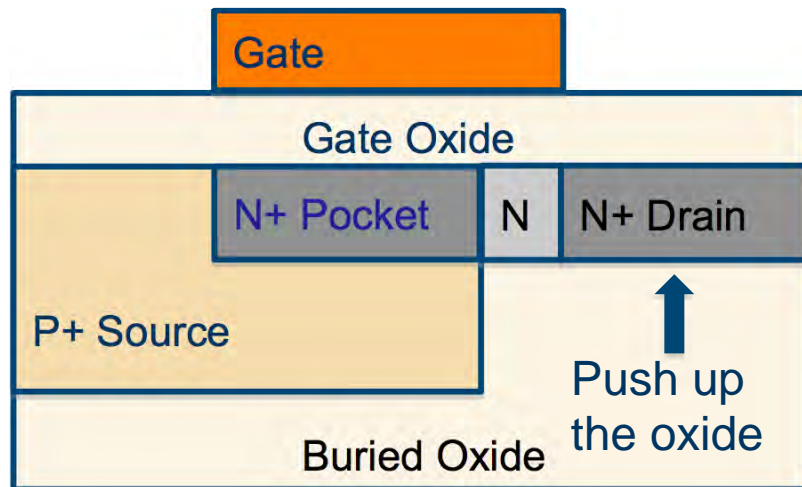 Gate
Gate Oxide
N+ Pocket
N
N+ Drain
P+ Source
Push up
the oxide
Buried Oxide